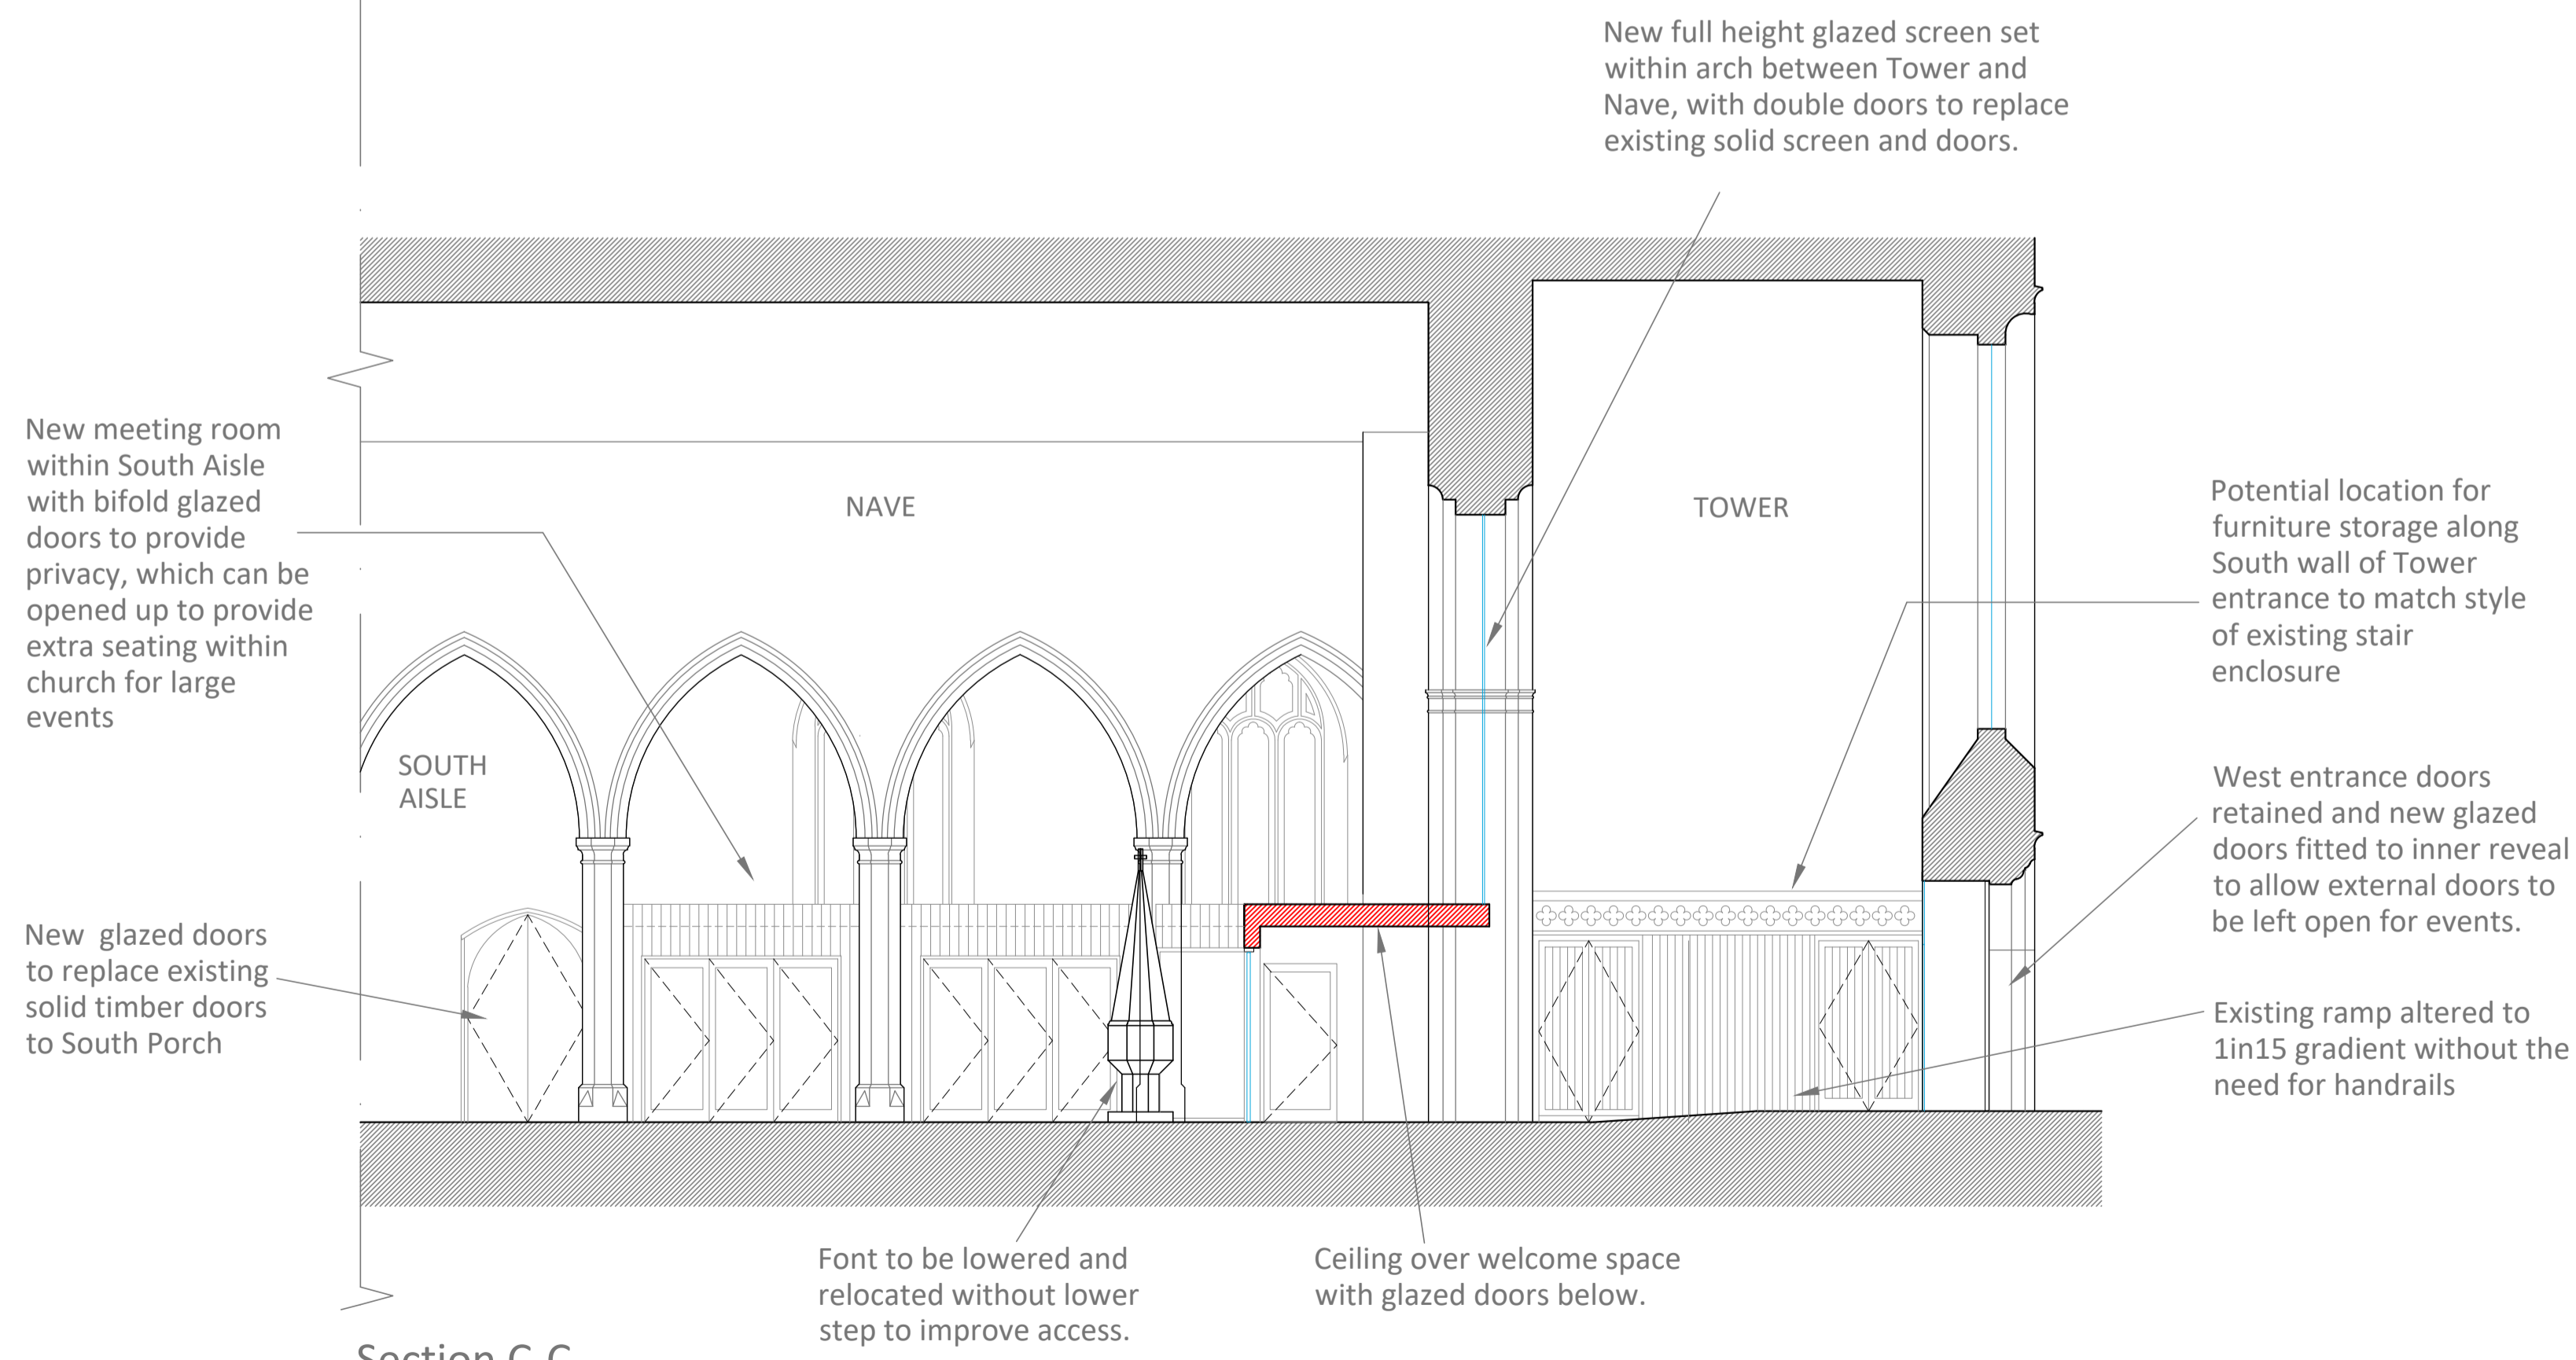 New full height glazed screen set
within arch between Tower and
Nave, with double doors to replace
existing solid screen and doors.
New meeting room
within South Aisle
with bifold glazed
doors to provide
privacy, which can be
opened up to provide
extra seating within
church for large
events
NAVE
TOWER
Potential location for
furniture storage along
South wall of Tower
entrance to match style
of existing stair
enclosure
SOUTH
AISLE
West entrance doors
retained and new glazed
doors fitted to inner reveal
to allow external doors to
be left open for events.
New glazed doors
to replace existing
solid timber doors
to South Porch
Existing ramp altered to
1in15 gradient without the
need for handrails
Font to be lowered and
relocated without lower
step to improve access.
Ceiling over welcome space
with glazed doors below.
Section C-C